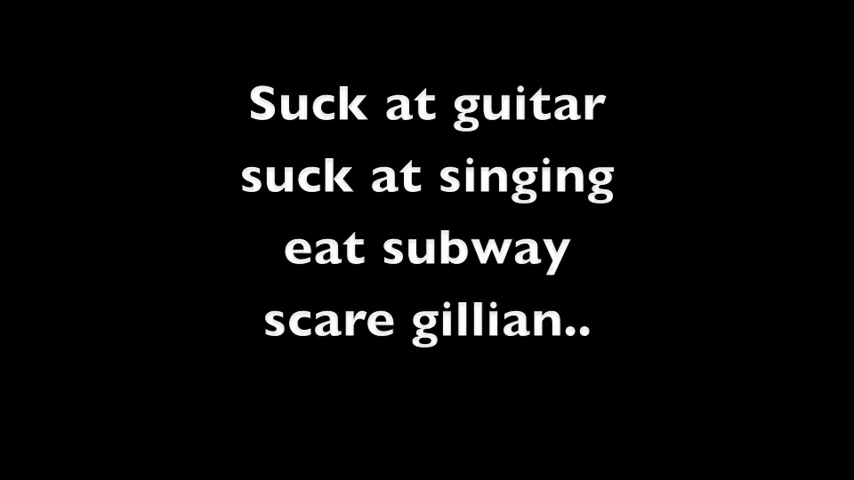 Suck at guitar
suck at singing
eat subway
scare gillian..